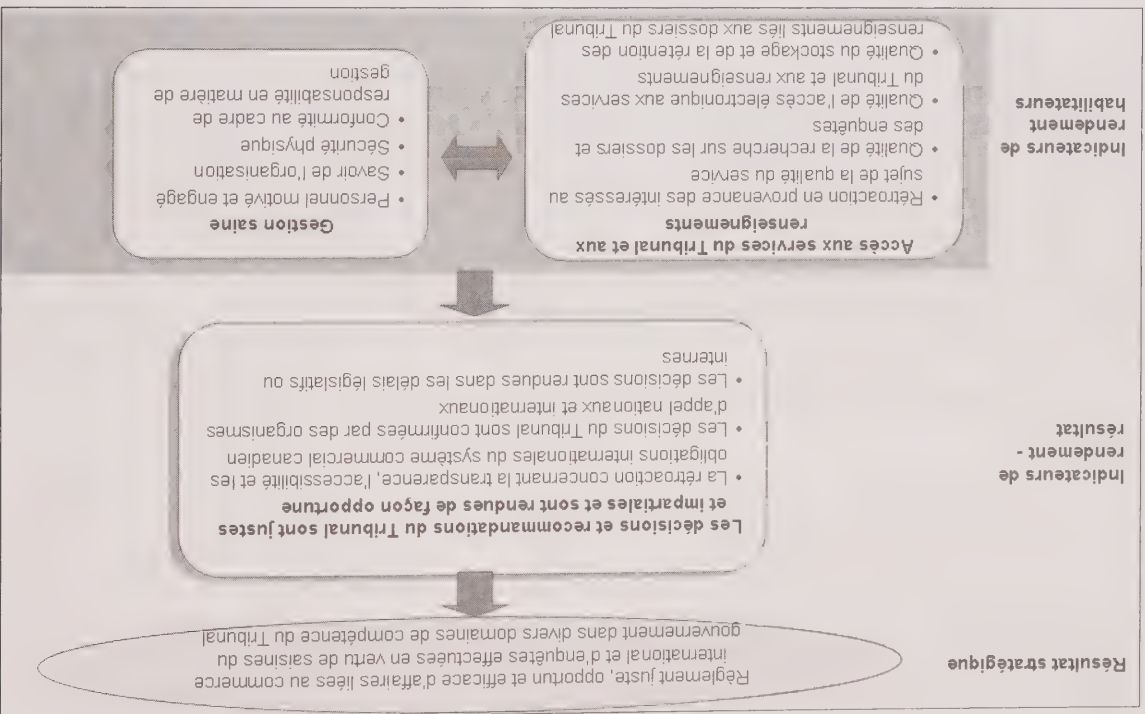 Résultat stratégique
Règlement juste, opportun et efficace d'affaires liées au commerce
international et d'enquêtes effectuées en vertu de saisines du
gouvernement dans divers domaines de compétence du Tribunal
Indicateurs de
rendement -
résultat
Les décisions et recommandations du Tribunal sont justes
et impartiales et sont rendues de façon opportune
• La rétroaction concernant la transparence, l'accessibilité et les
obligations internationales du système commercial canadien
• Les décisions du Tribunal sont confirmées par des organismes
d'appel nationaux et internationaux
• Les décisions sont rendues dans les délais législatifs ou
internes
Indicateurs de
rendement
habilitateurs
Accès aux services du Tribunal et aux
renseignements
• Rétroaction en provenance des intéressés au
sujet de la qualité du service
• Qualité de la recherche sur les dossiers et
des enquêtes
• Qualité de l'accès électronique aux services
du Tribunal et aux renseignements
• Qualité du stockage et de la rétention des
renseignements liés aux dossiers du Tribunal
Gestion saine
• Personnel motivé et engagé
• Savoir de l'organisation
• Sécurité physique
• Conformité au cadre de
responsabilité en matière de
gestion